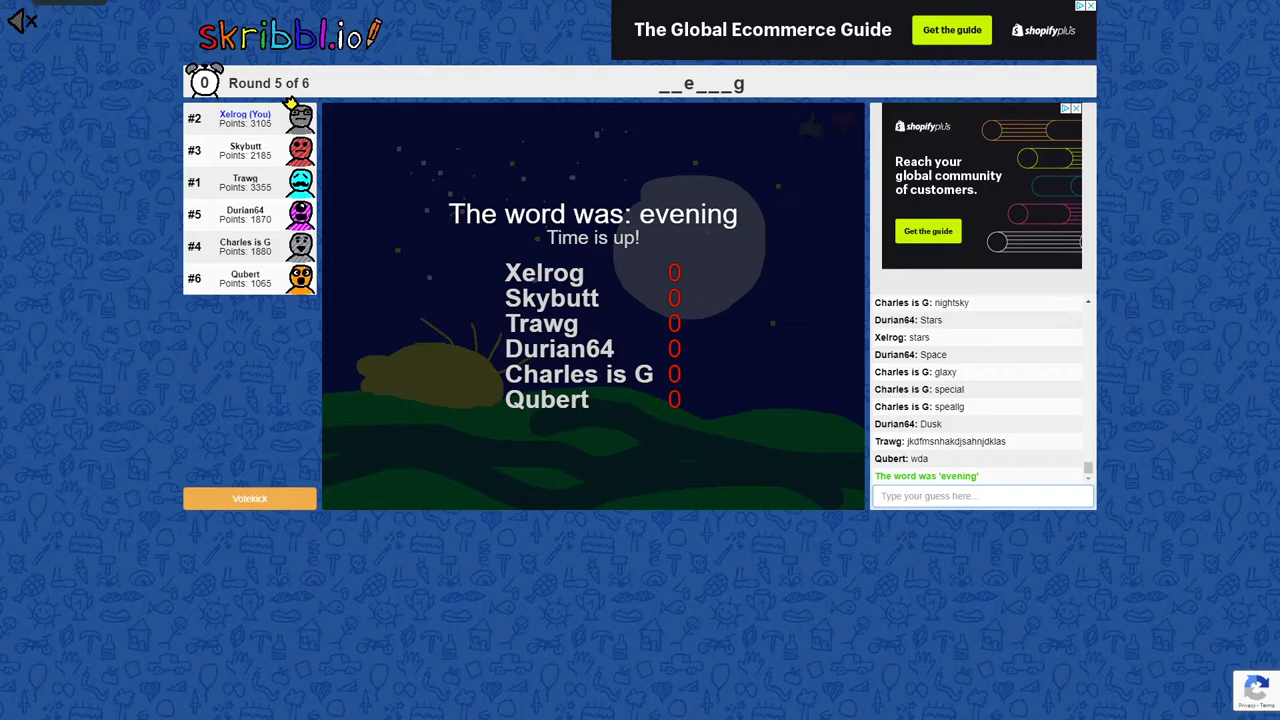 skribbl.io
The Global Ecommerce Guide
Get the guide
shopifyplus
0
Round 5 of 6
__e___g
#2
Xelrog (You)
Points: 3105
#3
Skybutt
Points: 2185
#1
Trawg
Points: 3355
#5
Durian64
Points: 1870
#4
Charles is G
Points: 1880
#6
Qubert
Points: 1065
Votekick
The word was: evening
Time is up!
Xelrog 0
Skybutt 0
Trawg 0
Durian64 0
Charles is G 0
Qubert 0
shopifyplus
Reach your
global community
of customers.
Get the guide
Charles is G: nightsky
Durian64: Stars
Xelrog: stars
Durian64: Space
Charles is G: glaxy
Charles is G: special
Charles is G: speallg
Durian64: Dusk
Trawg: jkdfmsnhakdjsahnjdklas
Qubert: wda
The word was 'evening'
Type your guess here...
Privacy - Terms